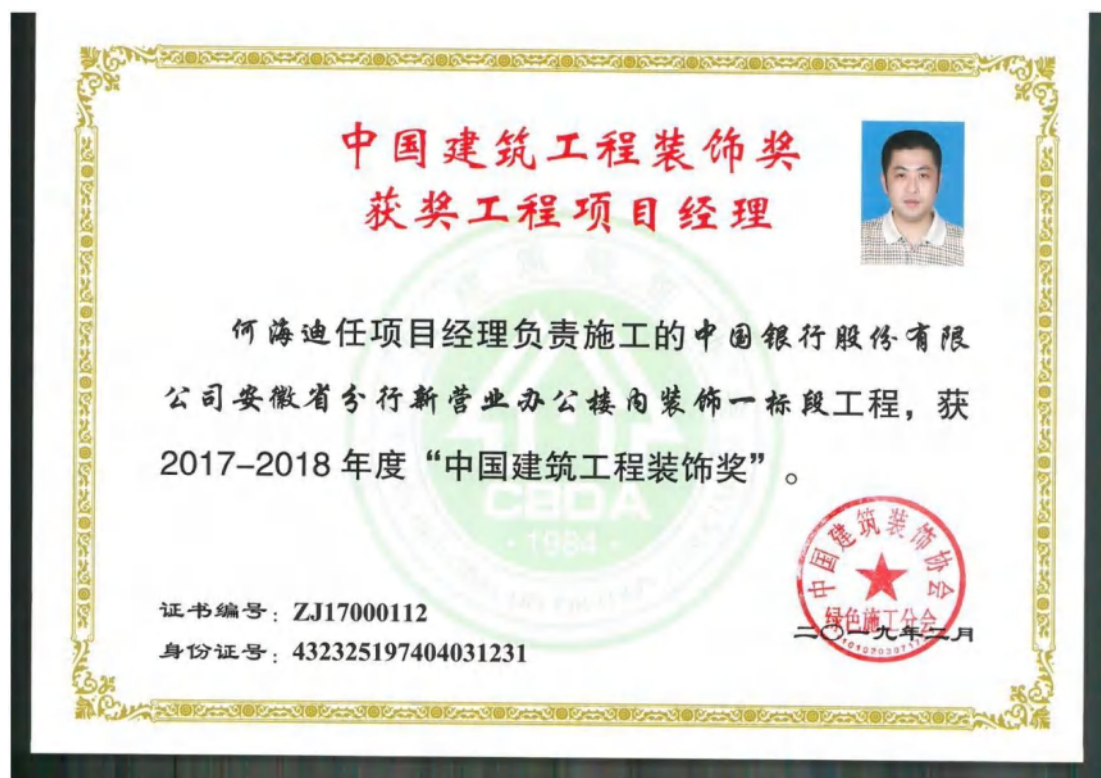 中国建筑工程装饰奖
获奖工程项目经理
何海迪任项目经理负责施工的中国银行股份有限
公司安徽省分行新营业办公楼内装饰一标段工程，获
2017-2018 年度“中国建筑工程装饰奖”。
CBDA
·1984·
中国建筑装饰协会
绿色施工分会
证书编号：ZJ17000112
二〇一九年二月
身份证号：432325197404031231